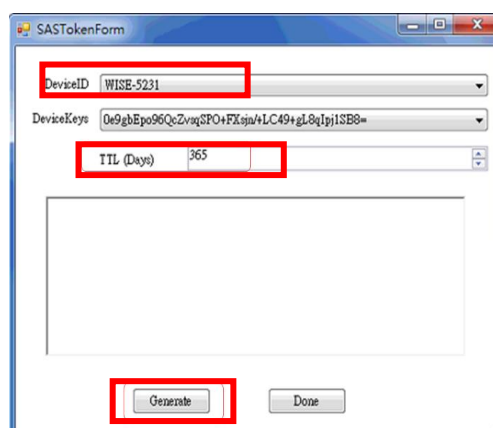 SASTokenForm
DeviceID WISE-5231
DeviceKeys 0e9gbEpo96QcZvsqSPO+FXsjn/+LC49+gL8qIpj1SB8=
TTL (Days) 365
Generate Done